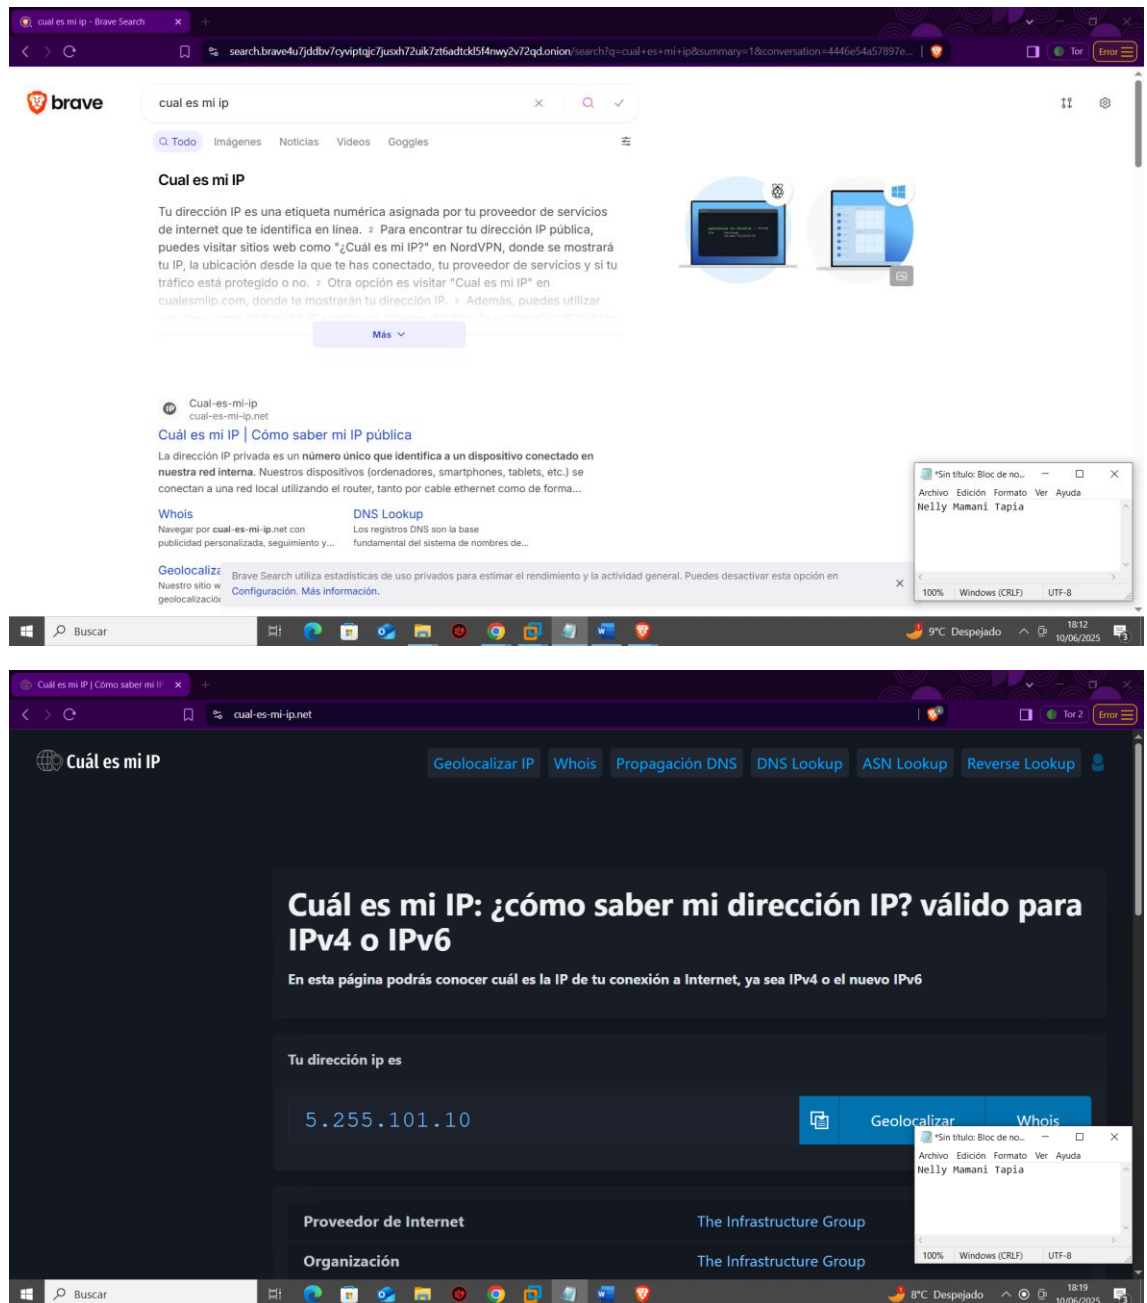 cual es mi ip - Brave Search
search.brave4u7jddbv7cyviptqjc7jusxh72uik7zt6adtckl5f4nwy2v72qd.onion/search?q=cual+es+mi+ip&summary=1&conversation=4446e54a57897e...
Tor
Error
brave
cual es mi ip
Todo Imágenes Noticias Videos Goggles
Cual es mi IP
Tu dirección IP es una etiqueta numérica asignada por tu proveedor de servicios
de internet que te identifica en línea. 2 Para encontrar tu dirección IP pública,
puedes visitar sitios web como "¿Cuál es mi IP?" en NordVPN, donde se mostrará
tu IP, la ubicación desde la que te has conectado, tu proveedor de servicios y si tu
tráfico está protegido o no. 2 Otra opción es visitar "Cual es mi IP" en
cualesmiip.com, donde te mostrarán tu dirección IP. Además, puedes utilizar
Más
Cual-es-mi-ip
cual-es-mi-ip.net
Cuál es mi IP | Cómo saber mi IP pública
La dirección IP privada es un número único que identifica a un dispositivo conectado en
nuestra red interna. Nuestros dispositivos (ordenadores, smartphones, tablets, etc.) se
conectan a una red local utilizando el router, tanto por cable ethernet como de forma...
Whois
Navegar por cual-es-mi-ip.net con
publicidad personalizada, seguimiento y...
DNS Lookup
Los registros DNS son la base
fundamental del sistema de nombres de...
Geolocaliza
Nuestro sitio w
geolocalizació
Brave Search utiliza estadísticas de uso privados para estimar el rendimiento y la actividad general. Puedes desactivar esta opción en
Configuración. Más información.
*Sin título: Bloc de no...
Archivo Edición Formato Ver Ayuda
Nelly Mamani Tapia
100% Windows (CRLF) UTF-8
Buscar
9°C Despejado
18:12
10/06/2025
3
Cuál es mi IP | Cómo saber mi IP
cual-es-mi-ip.net
Tor 2
Error
Cuál es mi IP
Geolocalizar IP Whois Propagación DNS DNS Lookup ASN Lookup Reverse Lookup
Cuál es mi IP: ¿cómo saber mi dirección IP? válido para
IPv4 o IPv6
En esta página podrás conocer cuál es la IP de tu conexión a Internet, ya sea IPv4 o el nuevo IPv6
Tu dirección ip es
5.255.101.10
Geolocalizar Whois
Proveedor de Internet The Infrastructure Group
Organización The Infrastructure Group
*Sin título: Bloc de no...
Archivo Edición Formato Ver Ayuda
Nelly Mamani Tapia
100% Windows (CRLF) UTF-8
Buscar
8°C Despejado
18:19
10/06/2025
3